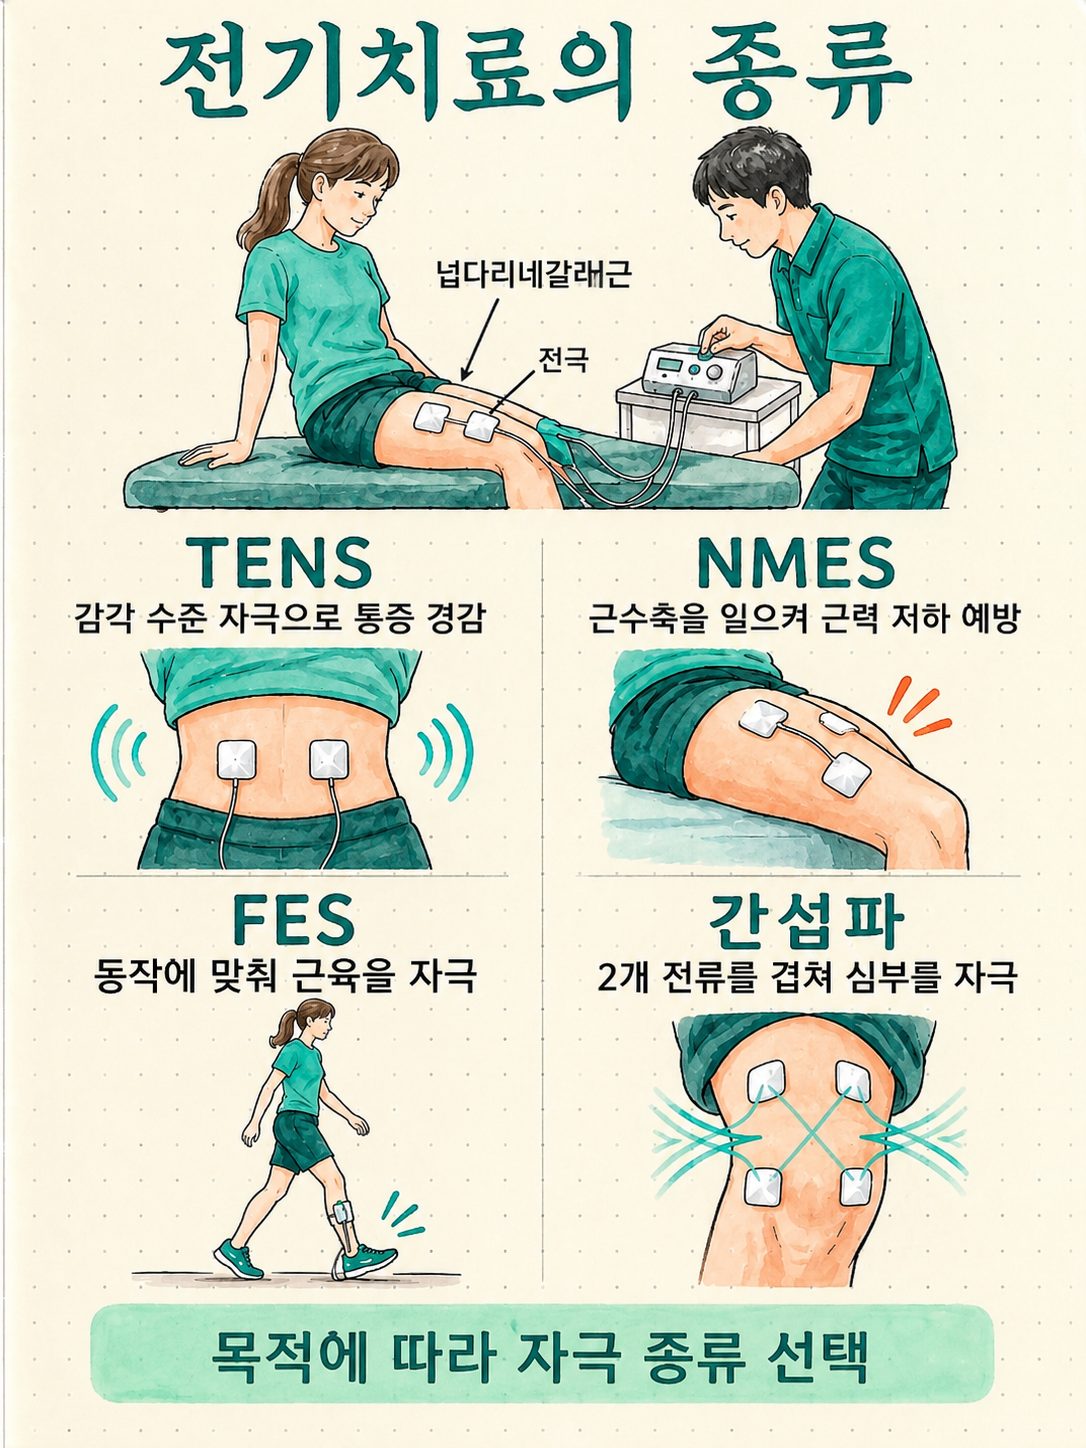 전기치료의 종류
넙다리네갈래근
전극
TENS
감각 수준 자극으로 통증 경감
NMES
근수축을 일으켜 근력 저하 예방
FES
동작에 맞춰 근육을 자극
간섭파
2개 전류를 겹쳐 심부를 자극
목적에 따라 자극 종류 선택